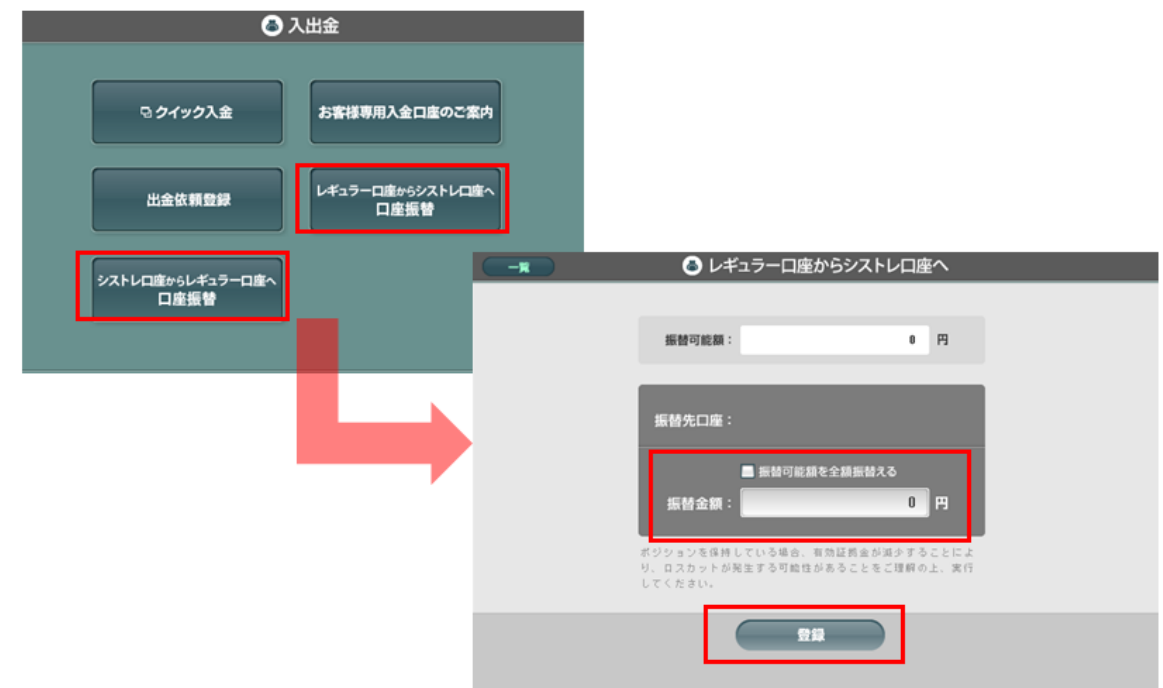 入出金
クイック入金
お客様専用入金口座のご案内
出金依頼登録
レギュラー口座からシストレ口座へ
口座振替
シストレ口座からレギュラー口座へ
口座振替
一覧
レギュラー口座からシストレ口座へ
振替可能額：
0 円
振替先口座：
振替可能額を全額振替える
振替金額：
0 円
ポジションを保持している場合、有効証拠金が減少することによ
り、ロスカットが発生する可能性があることをご理解の上、実行
してください。
登録